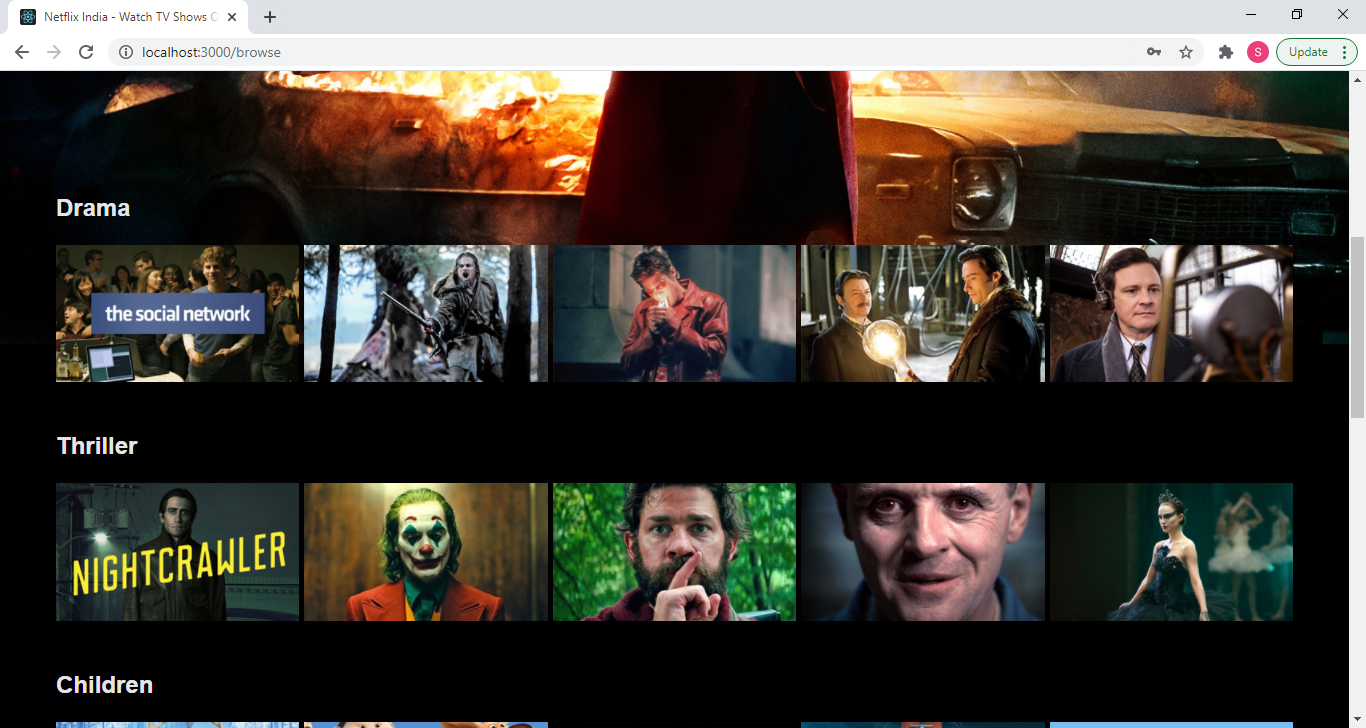 Netflix India - Watch TV Shows O
localhost:3000/browse
S
Update
Drama
the social network
Thriller
NIGHTCRAWLER
Children